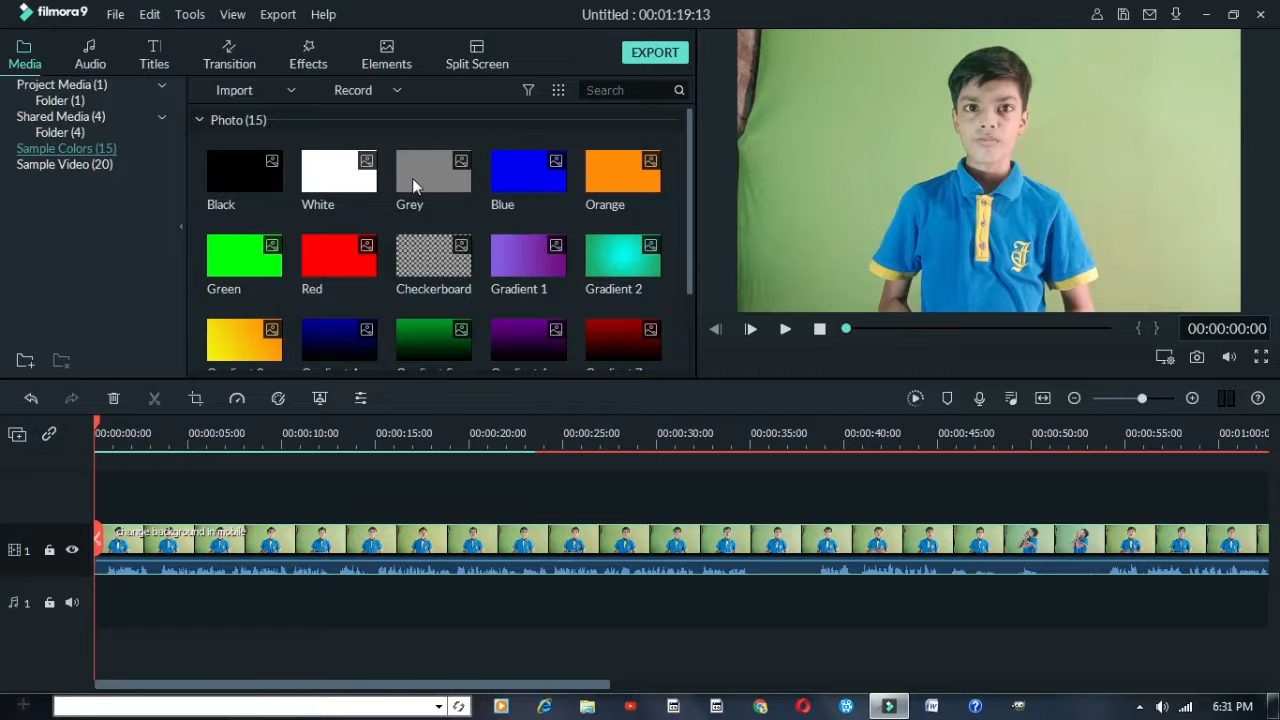 filmora9 File Edit Tools View Export Help Untitled : 00:01:19:13
Media Audio Titles Transition Effects Elements Split Screen EXPORT
Project Media (1)
Folder (1)
Shared Media (4)
Folder (4)
Sample Colors (15)
Sample Video (20)
Import Record Search
Photo (15)
Black White Grey Blue Orange
Green Red Checkerboard Gradient 1 Gradient 2
00:00:00:00
00:00:00:00 00:00:05:00 00:00:10:00 00:00:15:00 00:00:20:00 00:00:25:00 00:00:30:00 00:00:35:00 00:00:40:00 00:00:45:00 00:00:50:00 00:00:55:00 00:01:00:0
change background in mobile
1
1
6:31 PM